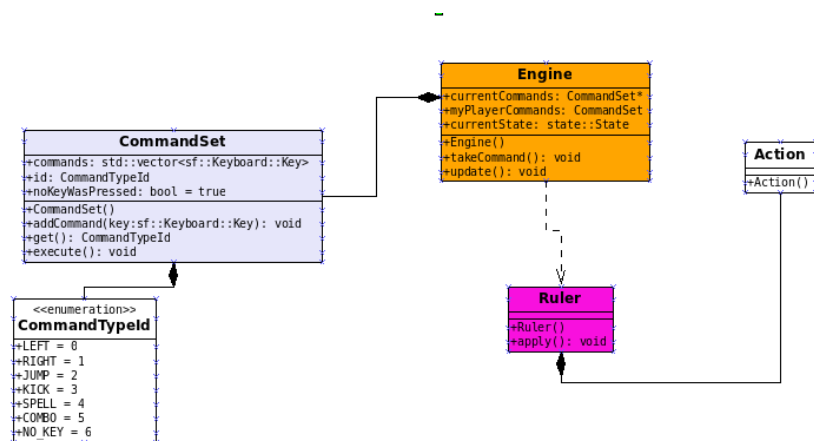 Engine
+currentCommands: CommandSet*
+myPlayerCommands: CommandSet
+currentState: state::State
+Engine()
+takeCommand(): void
+update(): void
CommandSet
+commands: std::vector<sf::Keyboard::Key>
+id: CommandTypeId
+noKeyWasPressed: bool = true
+CommandSet()
+addCommand(key:sf::Keyboard::Key): void
+get(): CommandTypeId
+execute(): void
Action
+Action()
Ruler
+Ruler()
+apply(): void
<<enumeration>>
CommandTypeId
+LEFT = 0
+RIGHT = 1
+JUMP = 2
+KICK = 3
+SPELL = 4
+COMBO = 5
+NO_KEY = 6